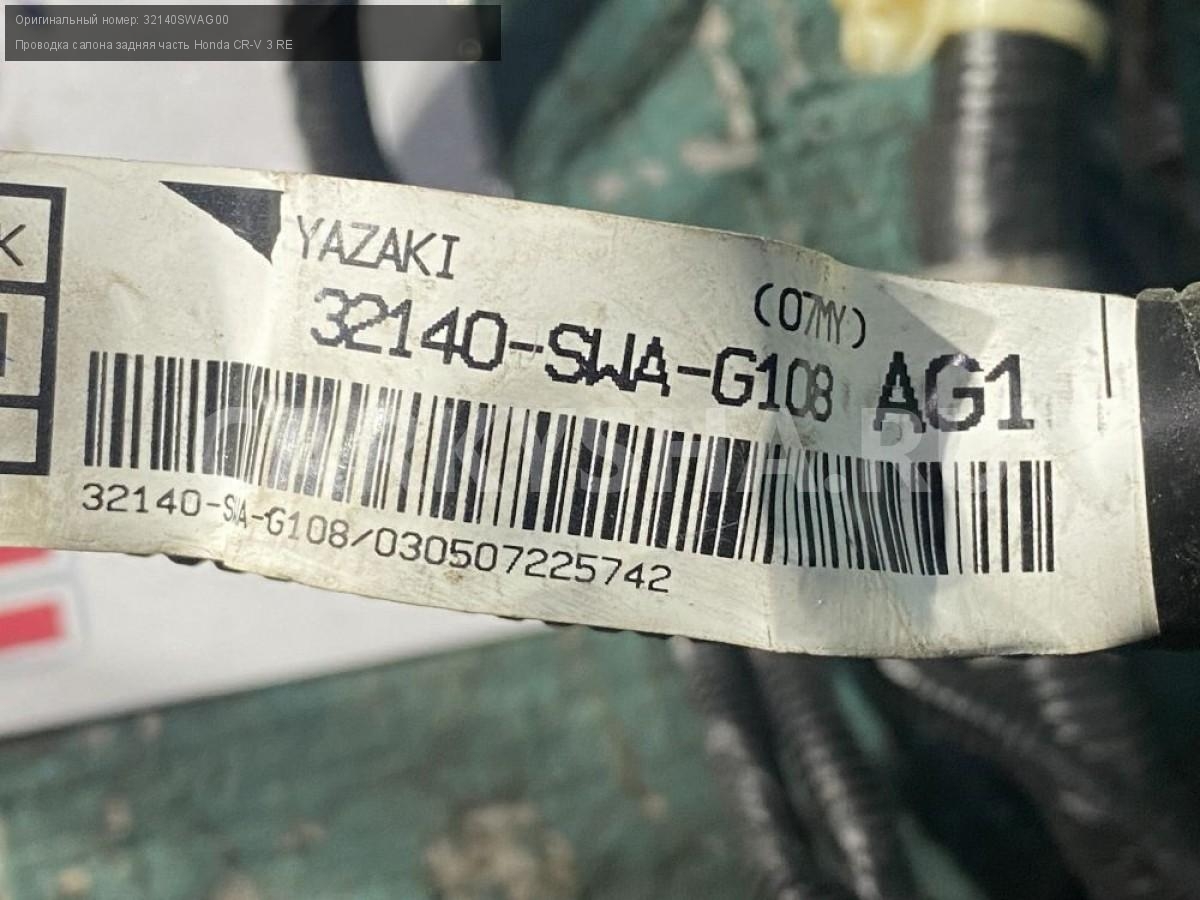 Оригинальный номер: 32140SWAG00
Проводка салона задняя часть Honda CR-V 3 RE
K
YAZAKI
(07MY)
32140-SWA-G108 AG1
32140-SWA-G108/030507225742